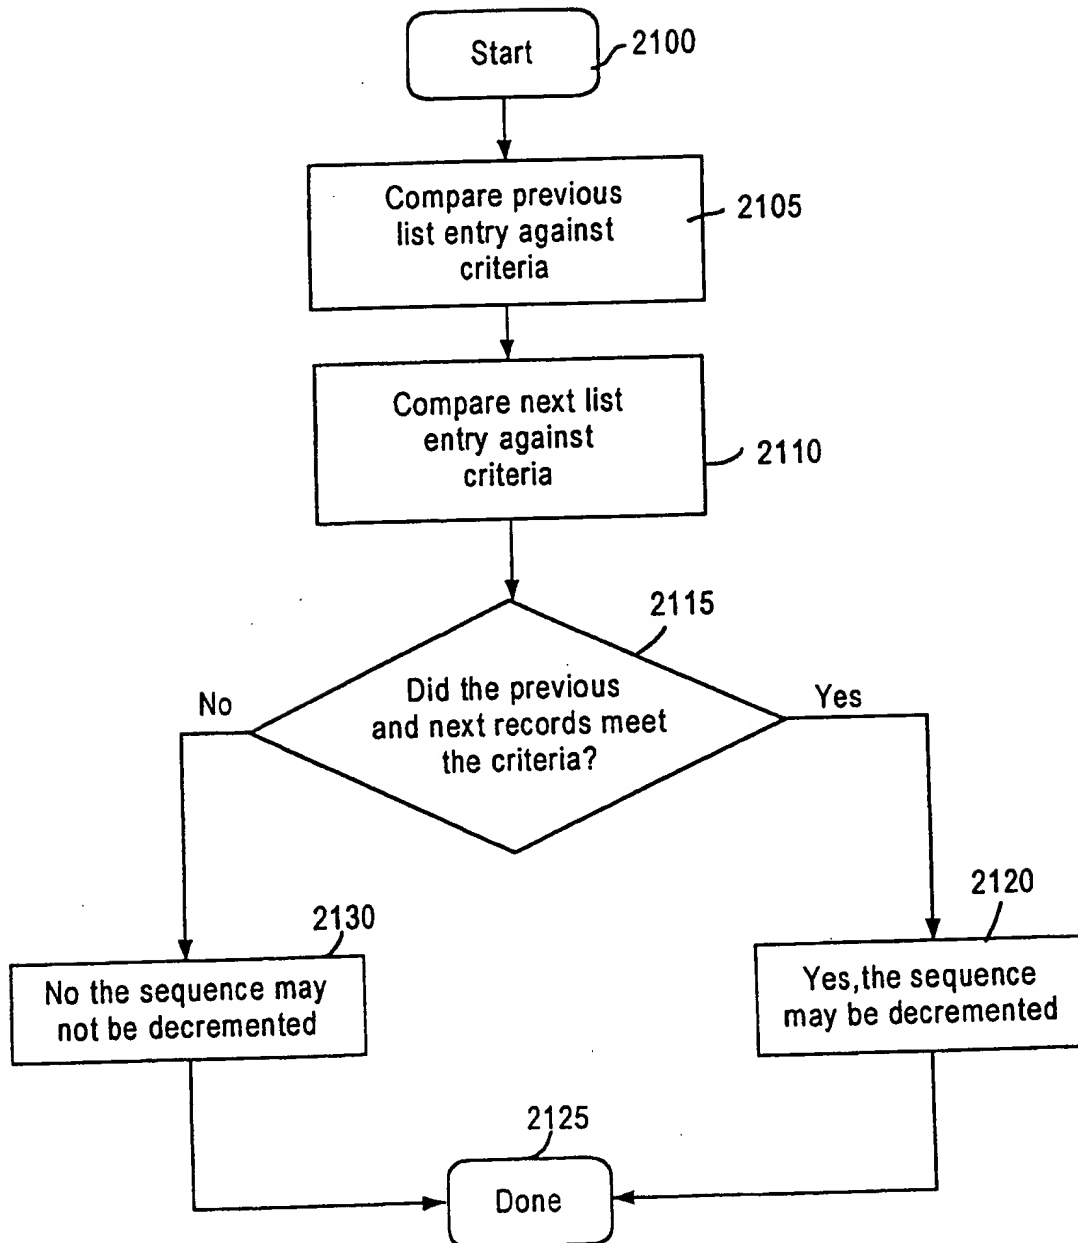 Start
2100
Compare previous
list entry against
criteria
2105
Compare next list
entry against
criteria
2110
2115
Did the previous
and next records meet
the criteria?
No
Yes
2130
No the sequence may
not be decremented
2120
Yes,the sequence
may be decremented
2125
Done